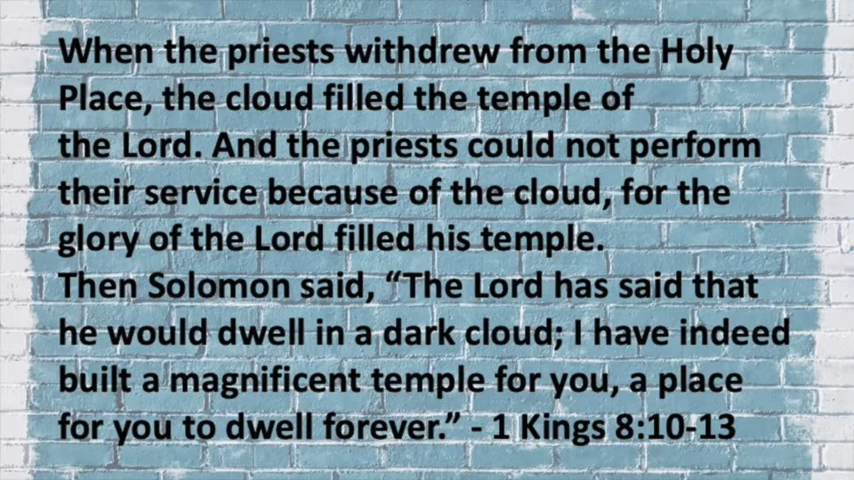 When the priests withdrew from the Holy
Place, the cloud filled the temple of
the Lord. And the priests could not perform
their service because of the cloud, for the
glory of the Lord filled his temple.
Then Solomon said, “The Lord has said that
he would dwell in a dark cloud; I have indeed
built a magnificent temple for you, a place
for you to dwell forever.” - 1 Kings 8:10-13